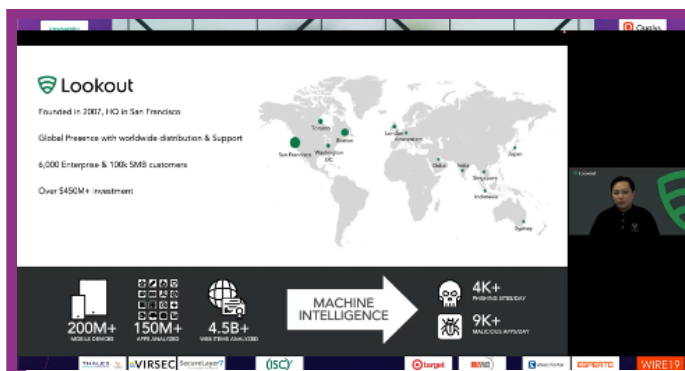 Qualys.
Lookout
Founded in 2007, HQ in San Francisco
Global Presence with worldwide distribution & Support
6,000 Enterprise & 100k SMB customers
Over $450M+ investment
Toronto
Boston
San Francisco
Washington
DC
London
Amsterdam
Dubai
India
Japan
Singapore
Indonesia
Sydney
Lookout
200M+
MOBILE DEVICES
150M+
APPS ANALYZED
4.5B+
WEB ITEMS ANALYZED
MACHINE
INTELLIGENCE
4K+
PHISHING SITES/DAY
9K+
MALICIOUS APPS/DAY
THALES
VIRSEC
SecureLayer7
(ISC)²
target
ESPERTO
WIRE19